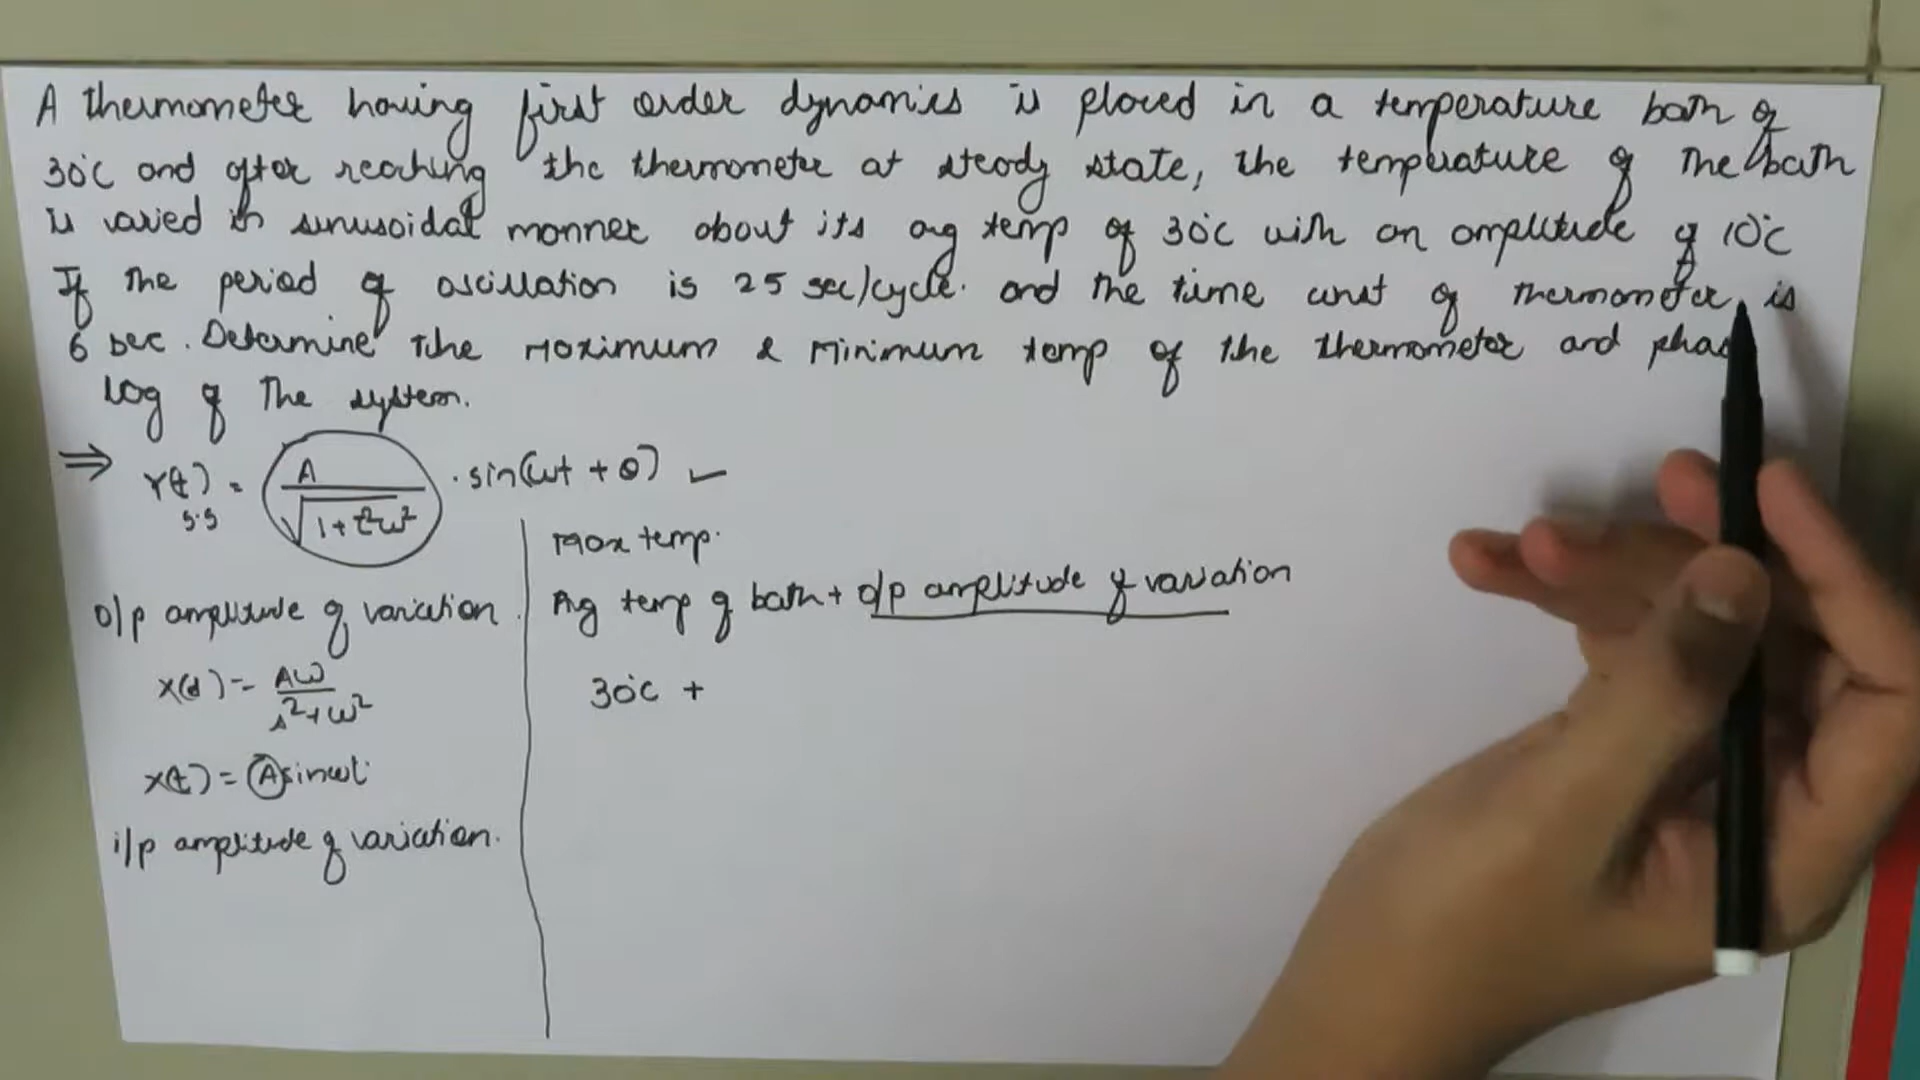 A thermometer having first order dynamics is placed in a temperature bath of
30°C and after reaching the thermometer at steady state, the temperature of the bath
is varied in sinusoidal manner about its avg temp of 30°C with an amplitude of 10°C
If the period of oscillation is 25 sec/cycle. and the time const of thermometer is
6 sec. Determine the maximum & minimum temp of the thermometer and phase
lag of the system.
⇒ Y(t) s.s = A / √(1 + τ²ω²) · sin(ωt + θ) ✓
o/p amplitude of variation.
X(s) = Aω / s²+ω²
x(t) = A sinωt
i/p amplitude of variation.
Max temp.
Avg temp of bath + o/p amplitude of variation
30°C +